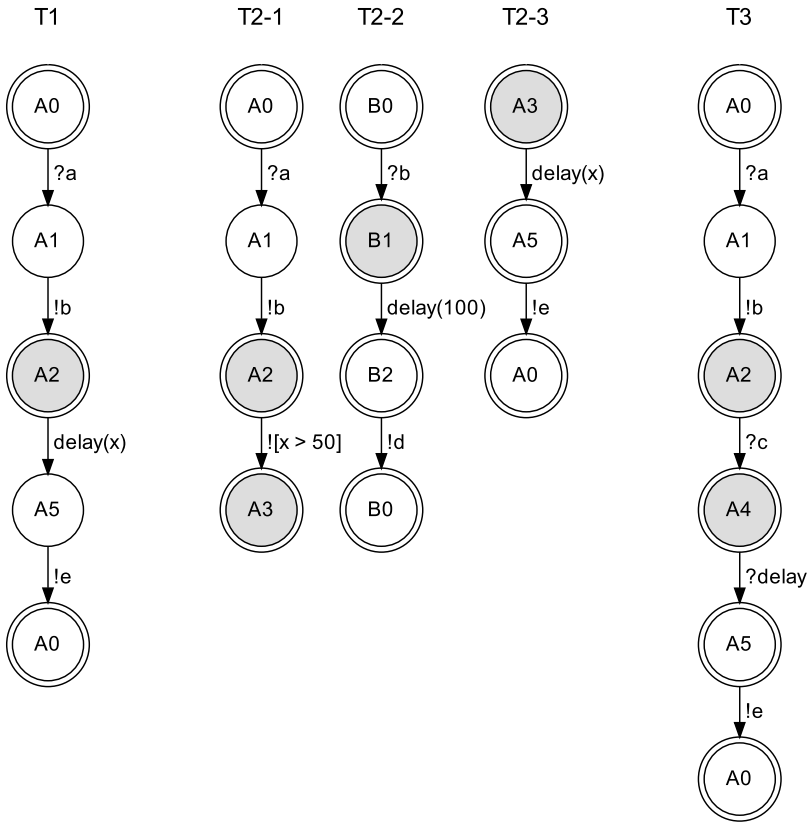 T1 T2-1 T2-2 T2-3 T3
A0 A0 B0 A3 A0
?a ?a ?b delay(x) ?a
A1 A1 B1 A5 A1
!b !b delay(100) !e !b
A2 A2 B2 A0 A2
delay(x) ![x > 50] !d ?c
A5 A3 B0 A4
!e ?delay
A0 A5
!e
A0